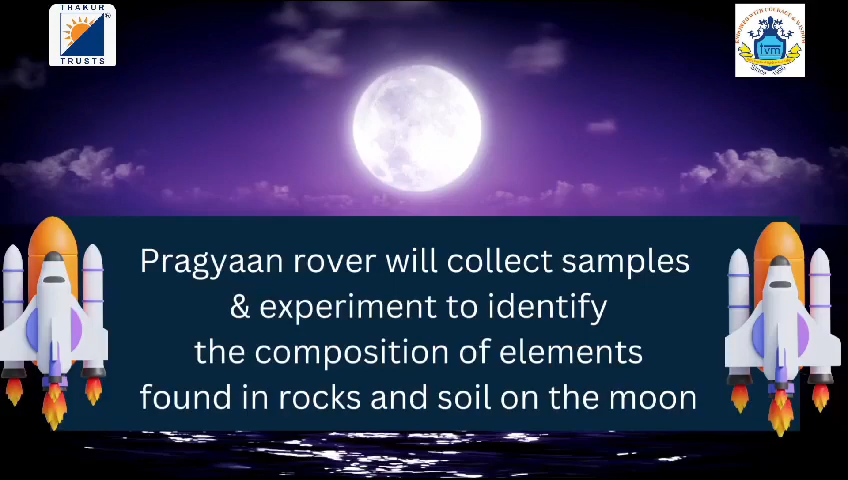 THAKUR
TRUSTS
tvm
Pragyaan rover will collect samples
& experiment to identify
the composition of elements
found in rocks and soil on the moon